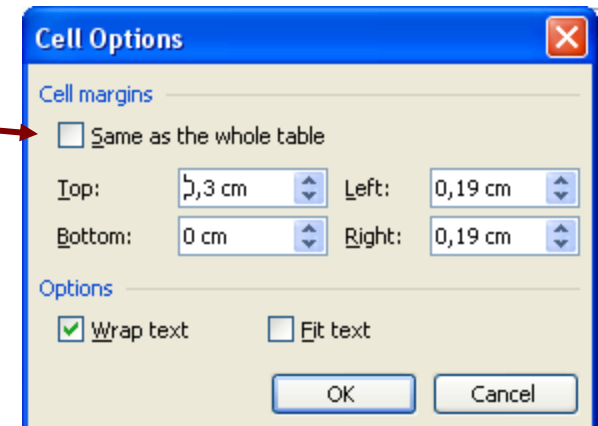 Cell Options
Cell margins
Same as the whole table
Top: ,3 cm Left: 0,19 cm
Bottom: 0 cm Right: 0,19 cm
Options
Wrap text Fit text
OK Cancel